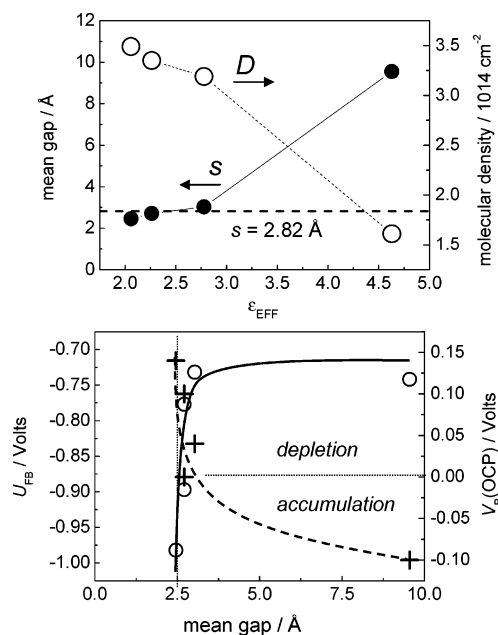 12
10
8
6
4
2
0
mean gap / Å
D
s
s = 2.82 Å
3.5
3.0
2.5
2.0
1.5
molecular density / 1014 cm-2
2.0 2.5 3.0 3.5 4.0 4.5 5.0
εEFF
-0.70
-0.75
-0.80
-0.85
-0.90
-0.95
-1.00
UFB / Volts
depletion
accumulation
0.15
0.10
0.05
0.00
-0.05
-0.10
VB(OCP) / Volts
0.0 2.5 5.0 7.5 10.0
mean gap / Å